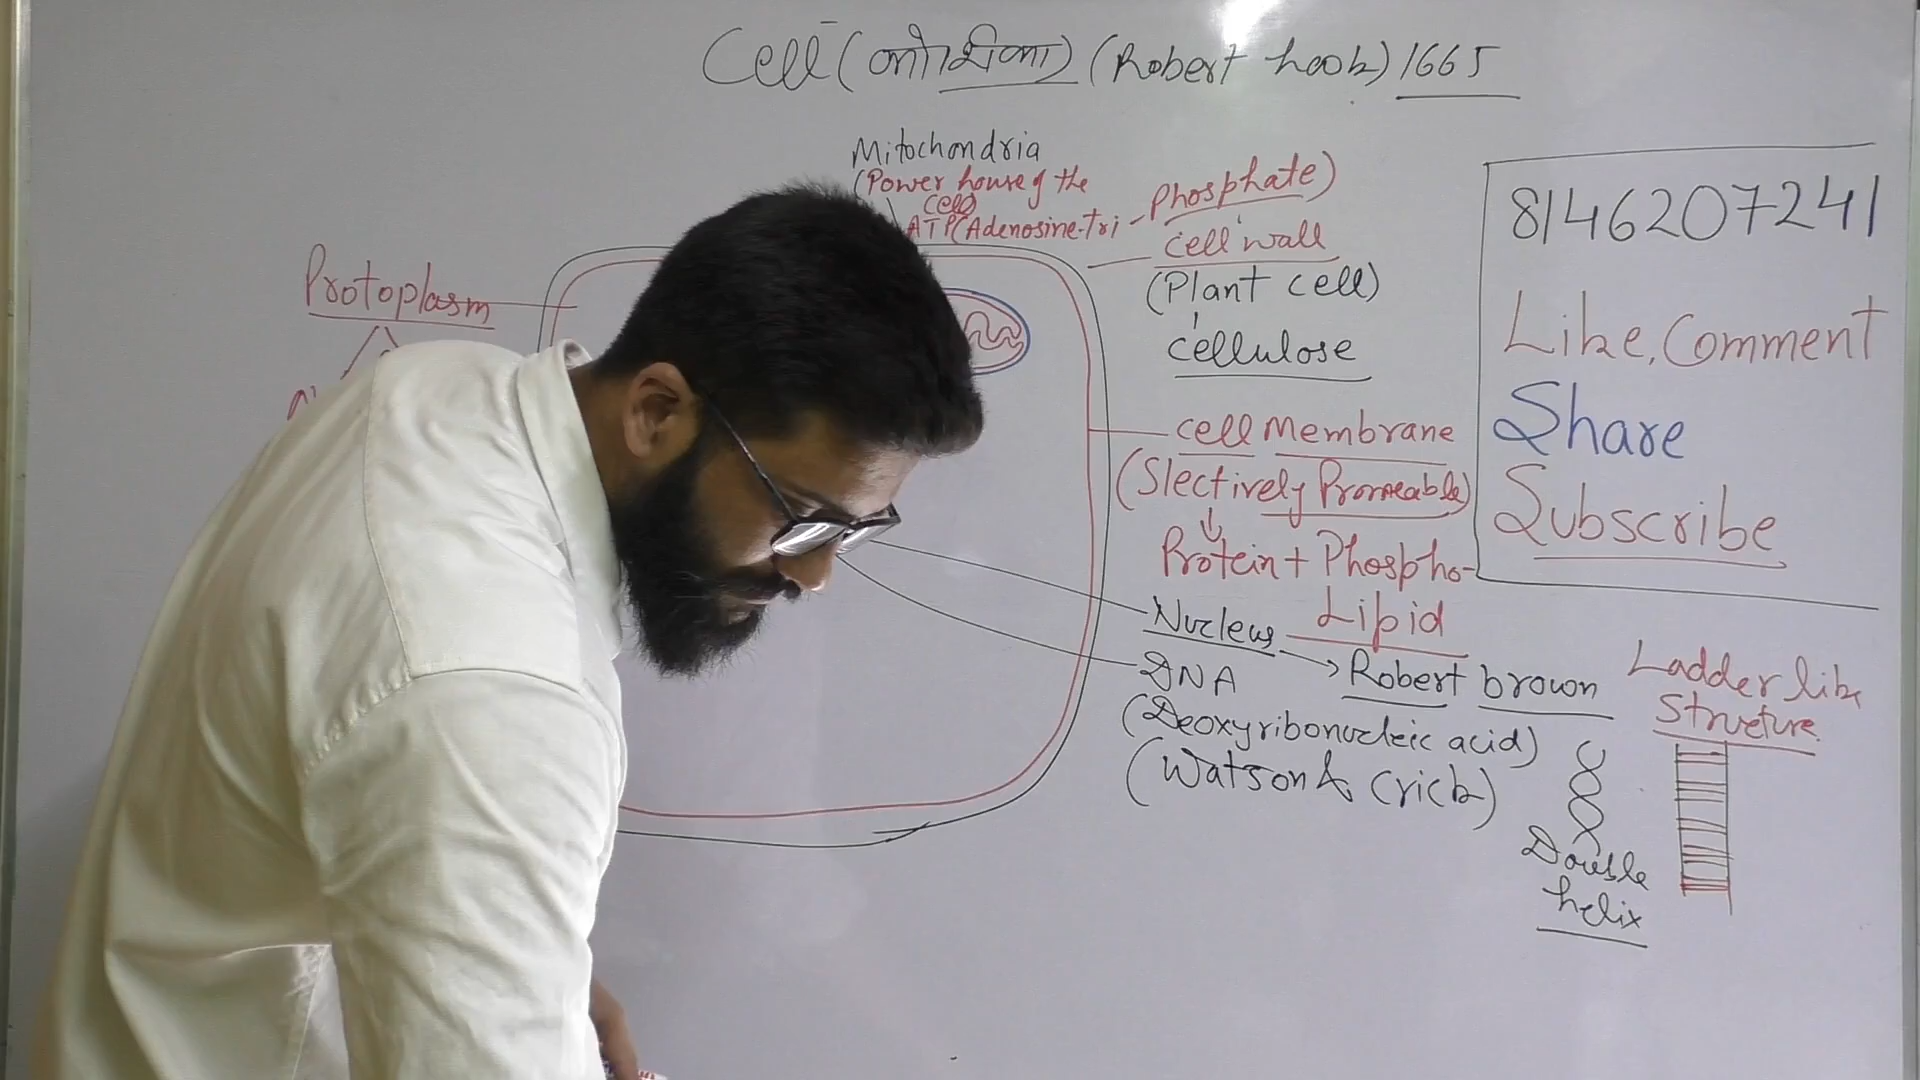 Cell (कोशिका) (Robert hook) 1665
Mitochondria
(Power house of the
cell)
ATP (Adenosine-Tri - Phosphate)
Protoplasm
cell wall
(Plant cell)
cellulose
cell membrane
(Slectively Prormeable)
Protein + Phospho-
Lipid
Nucleus → Robert brown
DNA
(Deoxyribonucleic acid)
(Watson & Crick)
Double
helix
Ladder like
Structure
8146207241
Like, Comment
Share
Subscribe